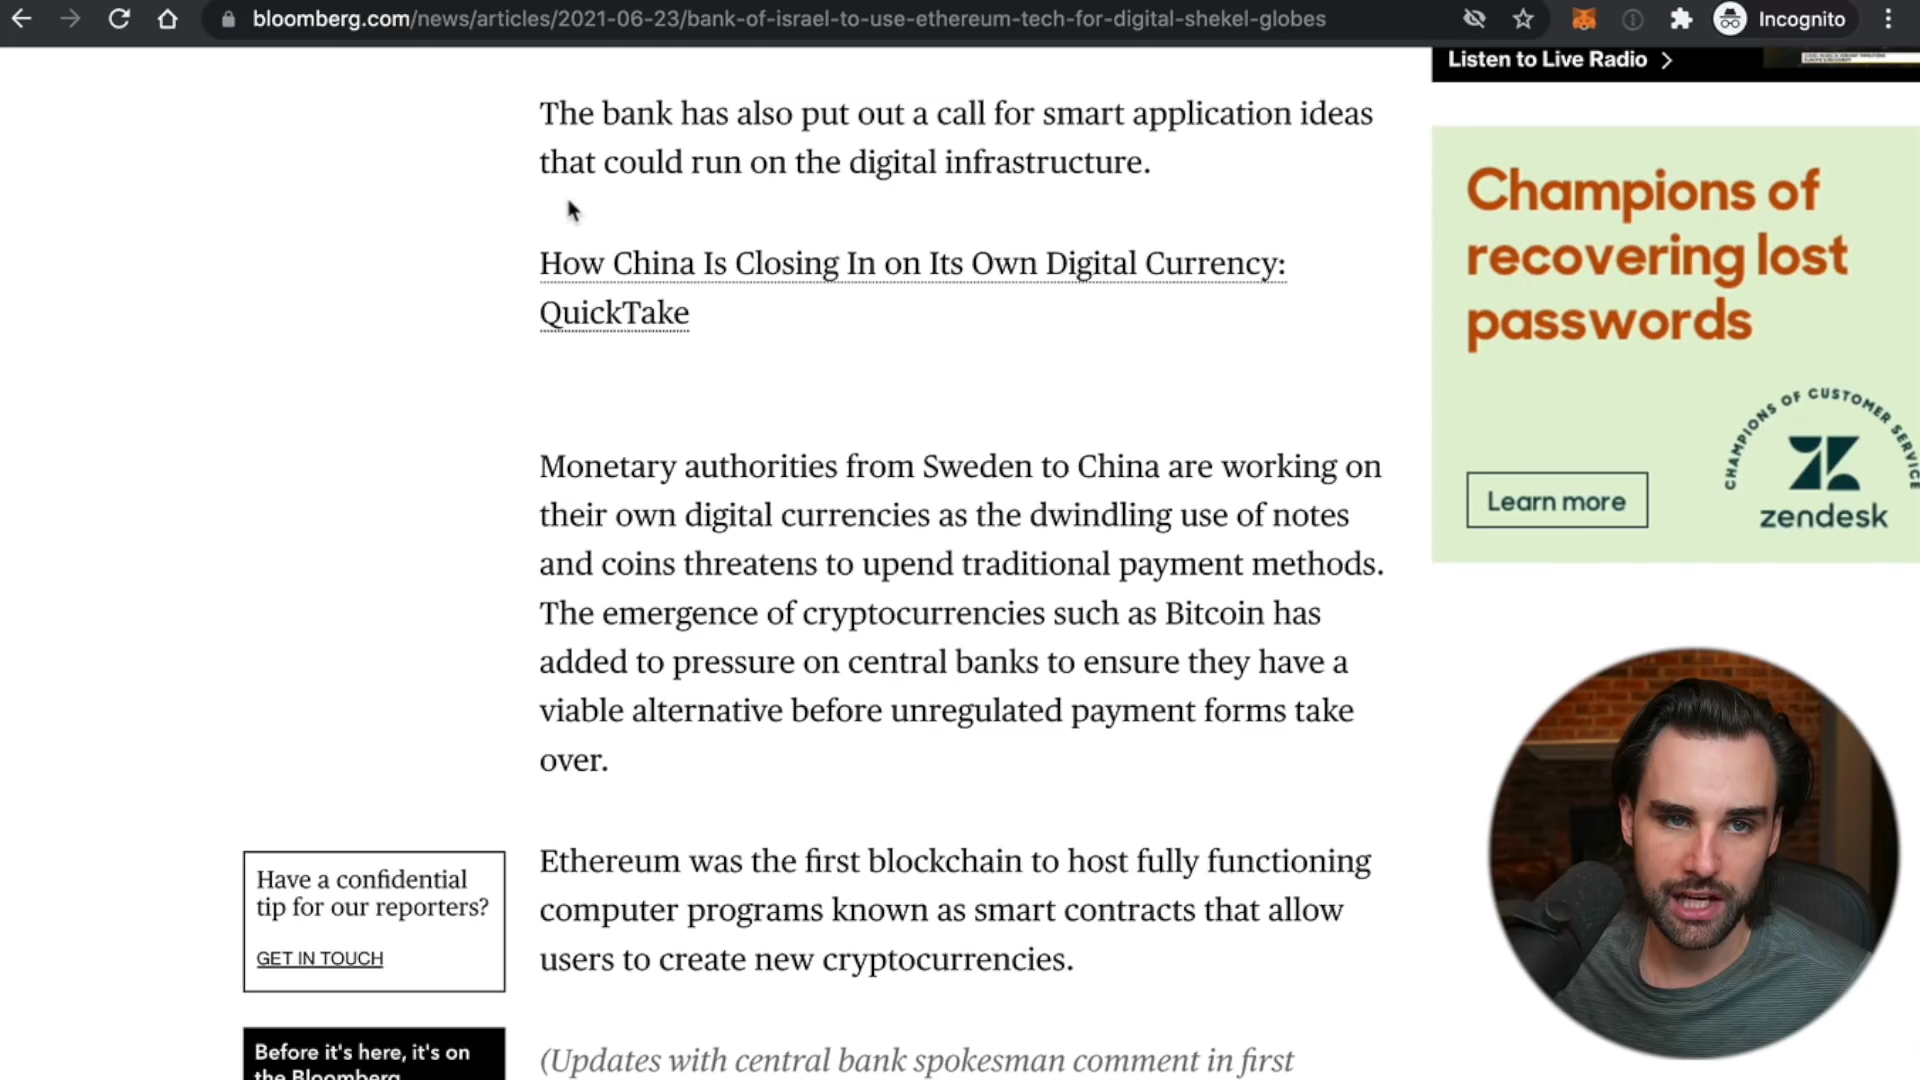 bloomberg.com/news/articles/2021-06-23/bank-of-israel-to-use-ethereum-tech-for-digital-shekel-globes
Incognito
Listen to Live Radio
The bank has also put out a call for smart application ideas
that could run on the digital infrastructure.
How China Is Closing In on Its Own Digital Currency:
QuickTake
Champions of
recovering lost
passwords
CHAMPIONS OF CUSTOMER SERVICE
Learn more
zendesk
Monetary authorities from Sweden to China are working on
their own digital currencies as the dwindling use of notes
and coins threatens to upend traditional payment methods.
The emergence of cryptocurrencies such as Bitcoin has
added to pressure on central banks to ensure they have a
viable alternative before unregulated payment forms take
over.
Have a confidential
tip for our reporters?
GET IN TOUCH
Ethereum was the first blockchain to host fully functioning
computer programs known as smart contracts that allow
users to create new cryptocurrencies.
Before it's here, it's on
the Bloomberg
(Updates with central bank spokesman comment in first